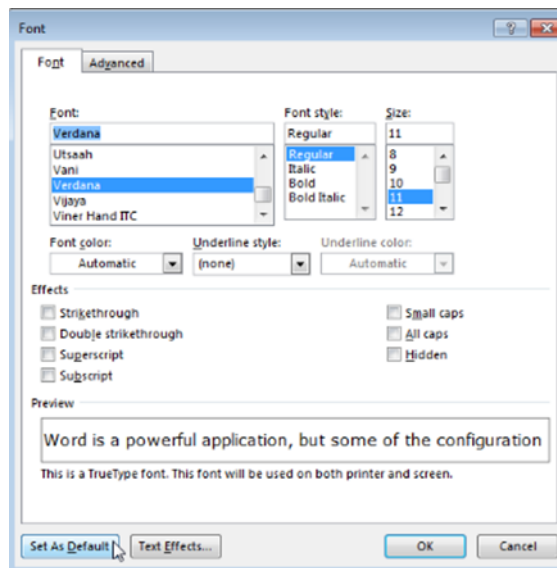 Font
Font Advanced
Font: Font style: Size:
Verdana Regular 11
Utsaah Regular 8
Vani Italic 9
Verdana Bold 10
Vijaya Bold Italic 11
Viner Hand ITC 12
Font color: Underline style: Underline color:
Automatic (none) Automatic
Effects
Strikethrough Small caps
Double strikethrough All caps
Superscript Hidden
Subscript
Preview
Word is a powerful application, but some of the configuration
This is a TrueType font. This font will be used on both printer and screen.
Set As Default Text Effects... OK Cancel